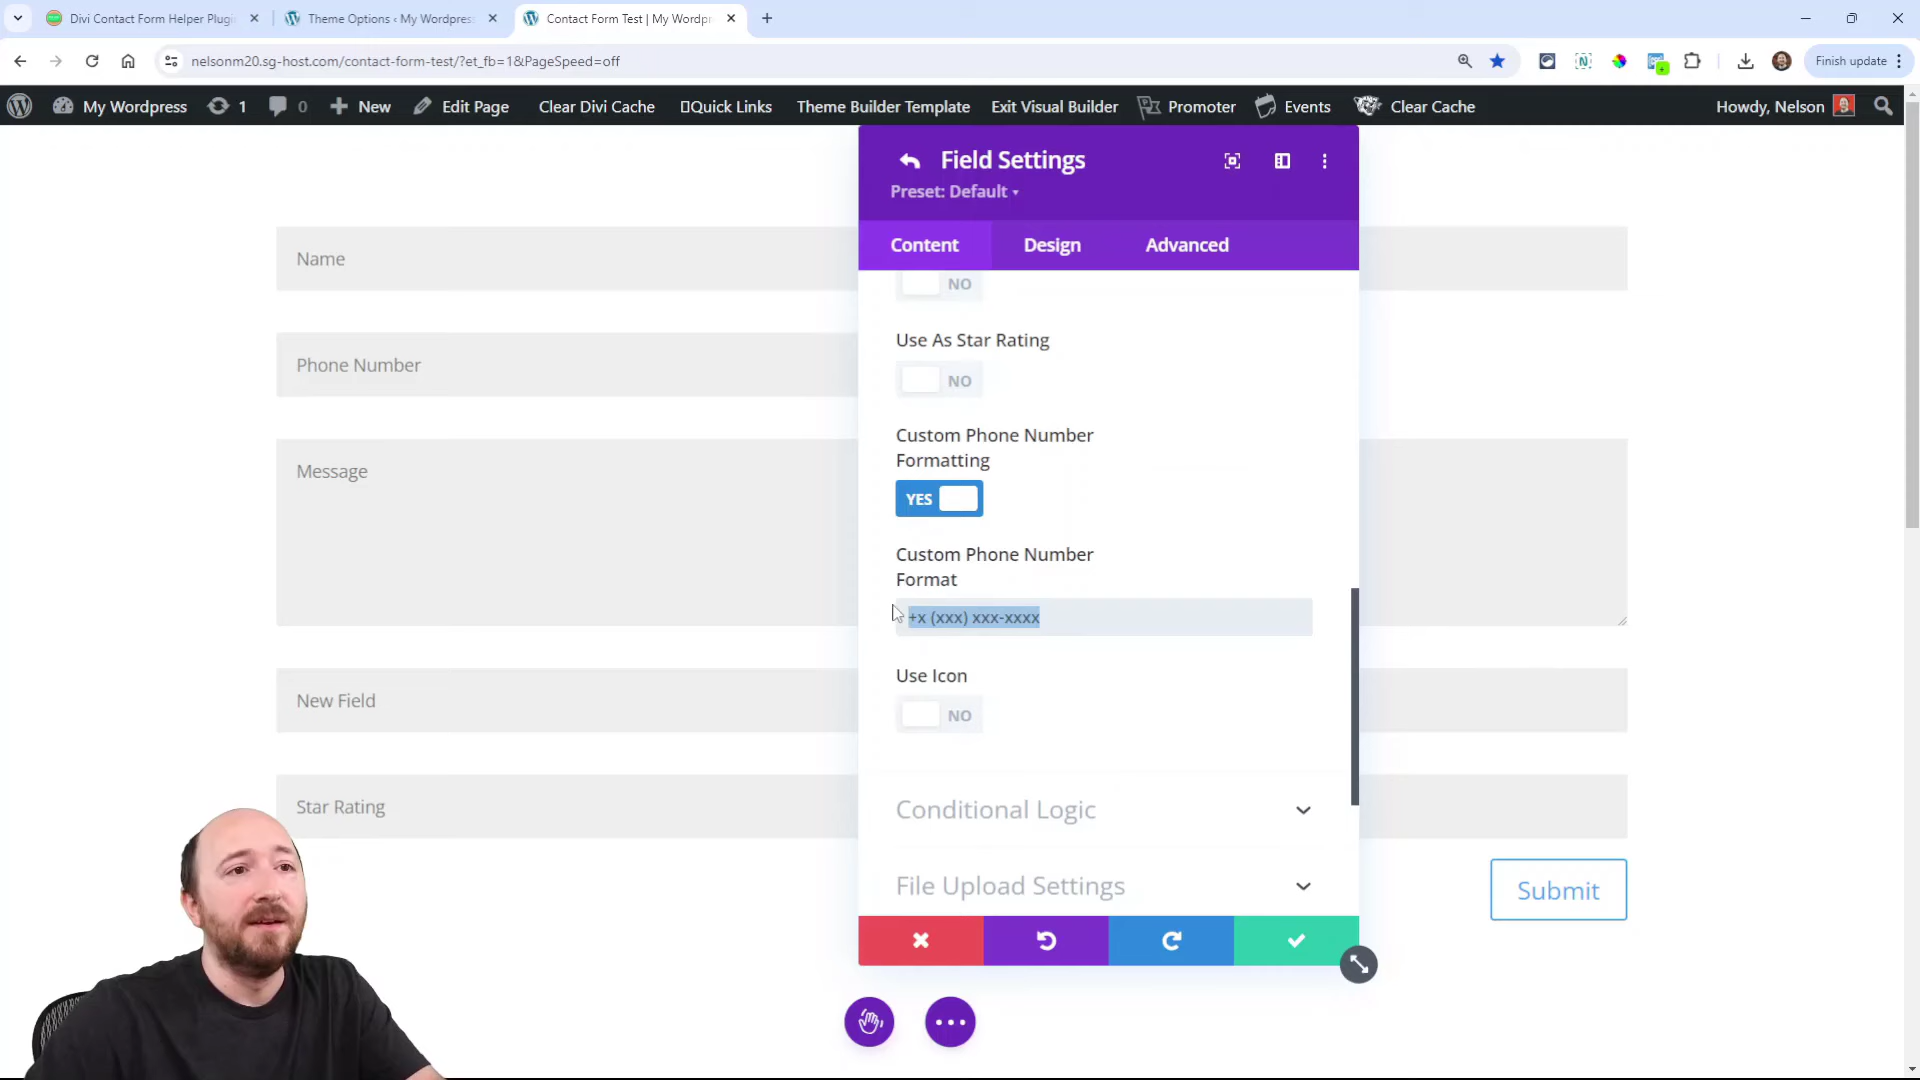 Divi Contact Form Helper Plugi
Theme Options ‹ My Wordpress
Contact Form Test | My Wordpr
nelsonm20.sg-host.com/contact-form-test/?et_fb=1&PageSpeed=off
Finish update
My Wordpress
1
0
New
Edit Page
Clear Divi Cache
Quick Links
Theme Builder Template
Exit Visual Builder
Promoter
Events
Clear Cache
Howdy, Nelson
Field Settings
Preset: Default
Content
Design
Advanced
NO
Use As Star Rating
NO
Custom Phone Number
Formatting
YES
Custom Phone Number
Format
+x (xxx) xxx-xxxx
Use Icon
NO
Conditional Logic
File Upload Settings
Name
Phone Number
Message
New Field
Star Rating
Submit